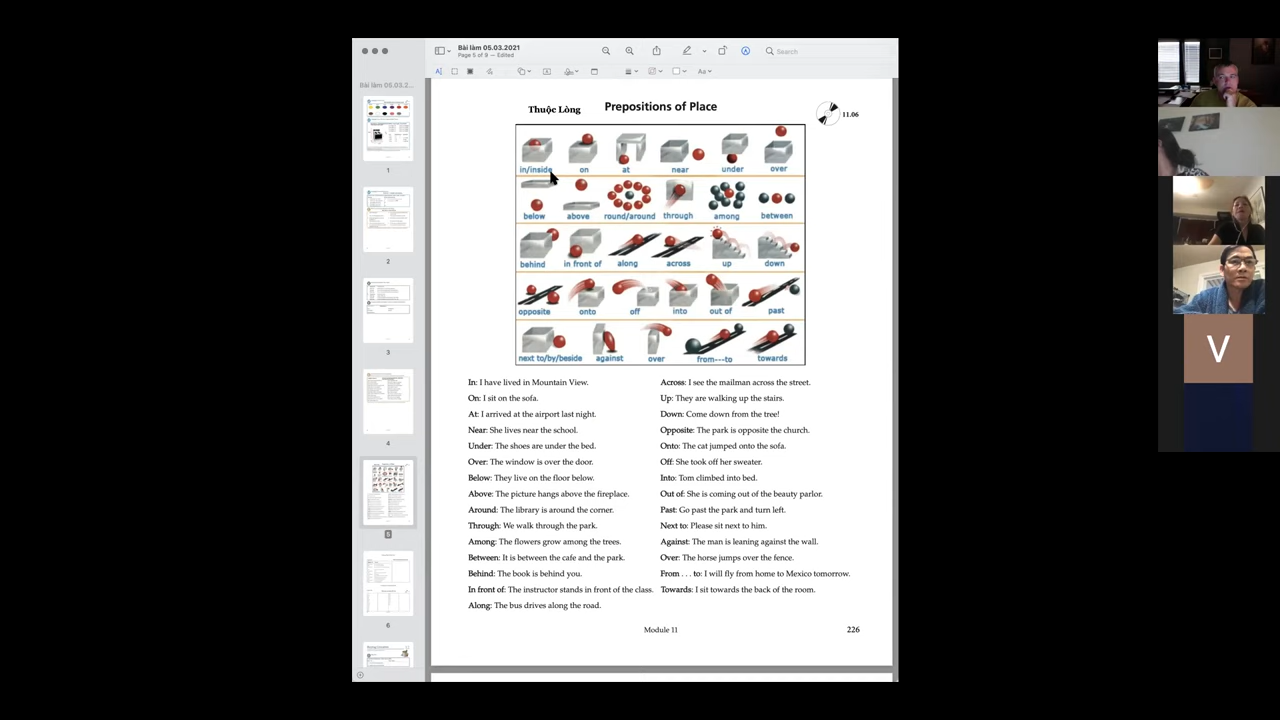 Bài làm 05.03.2021
Page 5 of 9 — Edited
Search
Bài làm 05.03.2...
1
2
3
4
5
6
Thuộc Lòng
Prepositions of Place
11.06
in/inside on at near under over
below above round/around through among between
behind in front of along across up down
opposite onto off into out of past
next to/by/beside against over from---to towards
In: I have lived in Mountain View.
On: I sit on the sofa.
At: I arrived at the airport last night.
Near: She lives near the school.
Under: The shoes are under the bed.
Over: The window is over the door.
Below: They live on the floor below.
Above: The picture hangs above the fireplace.
Around: The library is around the corner.
Through: We walk through the park.
Among: The flowers grow among the trees.
Between: It is between the cafe and the park.
Behind: The book is behind you.
In front of: The instructor stands in front of the class.
Along: The bus drives along the road.
Across: I see the mailman across the street.
Up: They are walking up the stairs.
Down: Come down from the tree!
Opposite: The park is opposite the church.
Onto: The cat jumped onto the sofa.
Off: She took off her sweater.
Into: Tom climbed into bed.
Out of: She is coming out of the beauty parlor.
Past: Go past the park and turn left.
Next to: Please sit next to him.
Against: The man is leaning against the wall.
Over: The horse jumps over the fence.
From . . . to: I will fly from home to Mexico tomorrow.
Towards: I sit towards the back of the room.
Module 11
226
V